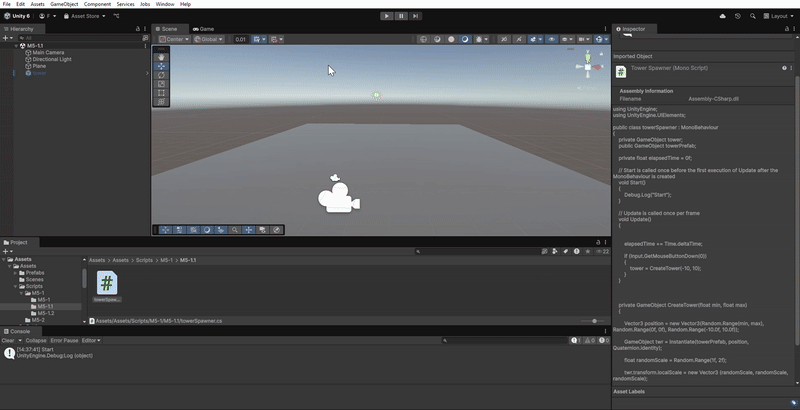 File Edit Assets GameObject Component Services Jobs Window Help
Unity 6 F Asset Store Layout
Hierarchy
All
M5-1.1
Main Camera
Directional Light
Plane
Scene Game
Center Global 0.01
Project
22
Assets
Assets
Prefabs
Scenes
Scripts
M5-1
M5-1
M5-1.1
M5-1.2
M5-2
Assets > Assets > Scripts > M5-1 > M5-1.1
towerSpaw...
Assets/Assets/Scripts/M5-1/M5-1.1/towerSpawner.cs
Console
Clear Collapse Error Pause Editor 1 0 0
[14:37:41] Start
UnityEngine.Debug:Log (object)
Inspector
Imported Object
Tower Spawner (Mono Script)
Assembly Information
Filename Assembly-CSharp.dll
using UnityEngine;
using UnityEngine.UIElements;
public class towerSpawner : MonoBehaviour
{
private GameObject tower;
public GameObject towerPrefab;
private float elapsedTime = 0f;
// Start is called once before the first execution of Update after the
MonoBehaviour is created
void Start()
{
Debug.Log("Start");
}
// Update is called once per frame
void Update()
{
elapsedTime += Time.deltaTime;
if (Input.GetMouseButtonDown(0))
{
tower = CreateTower(-10, 10);
}
}
private GameObject CreateTower(float min, float max)
{
Vector3 position = new Vector3(Random.Range(min, max),
Random.Range(0f, 0f), Random.Range(-10.0f, 10.0f));
GameObject twr = Instantiate(towerPrefab, position,
Quaternion.identity);
float randomScale = Random.Range(1f, 2f);
twr.transform.localScale = new Vector3 (randomScale, randomScale,
randomScale);
Asset Labels